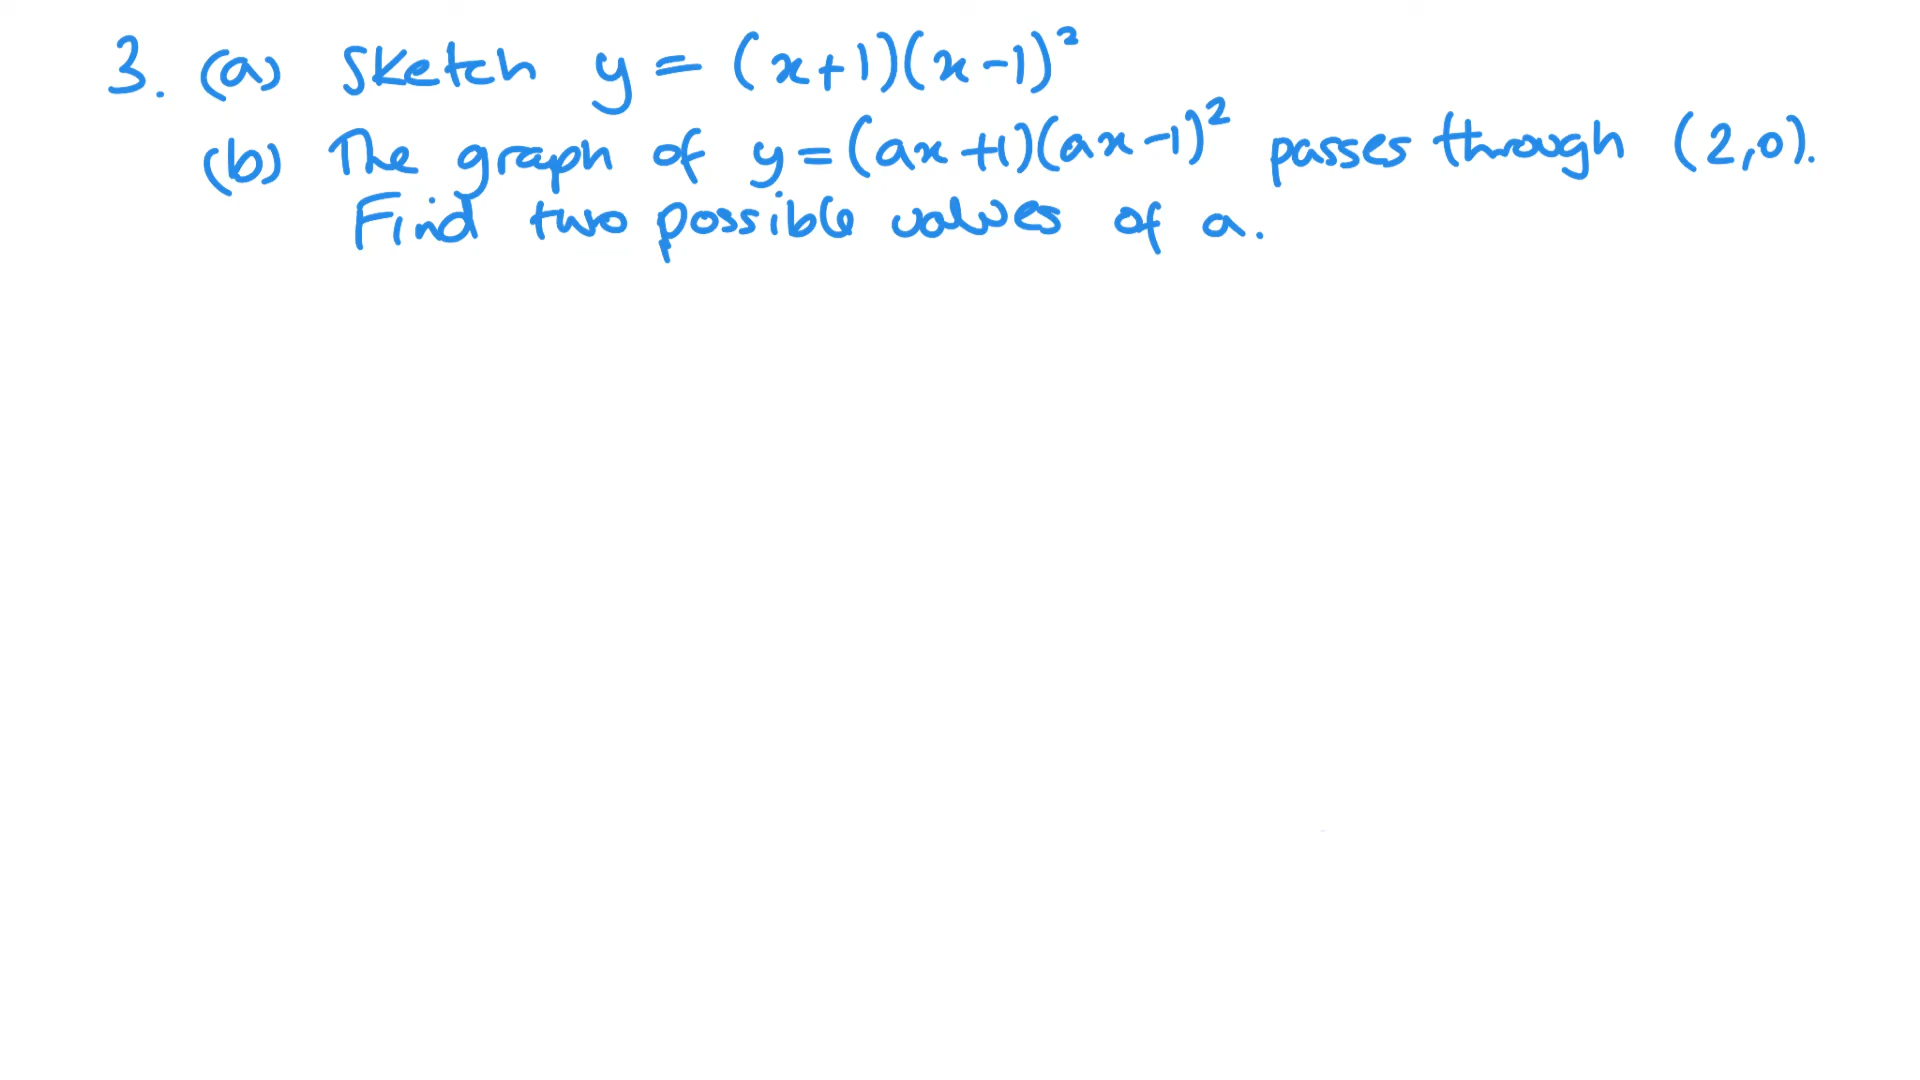 3. (a) Sketch y = (x+1)(x-1)²
(b) The graph of y=(ax+1)(ax-1)² passes through (2,0).
Find two possible values of a.